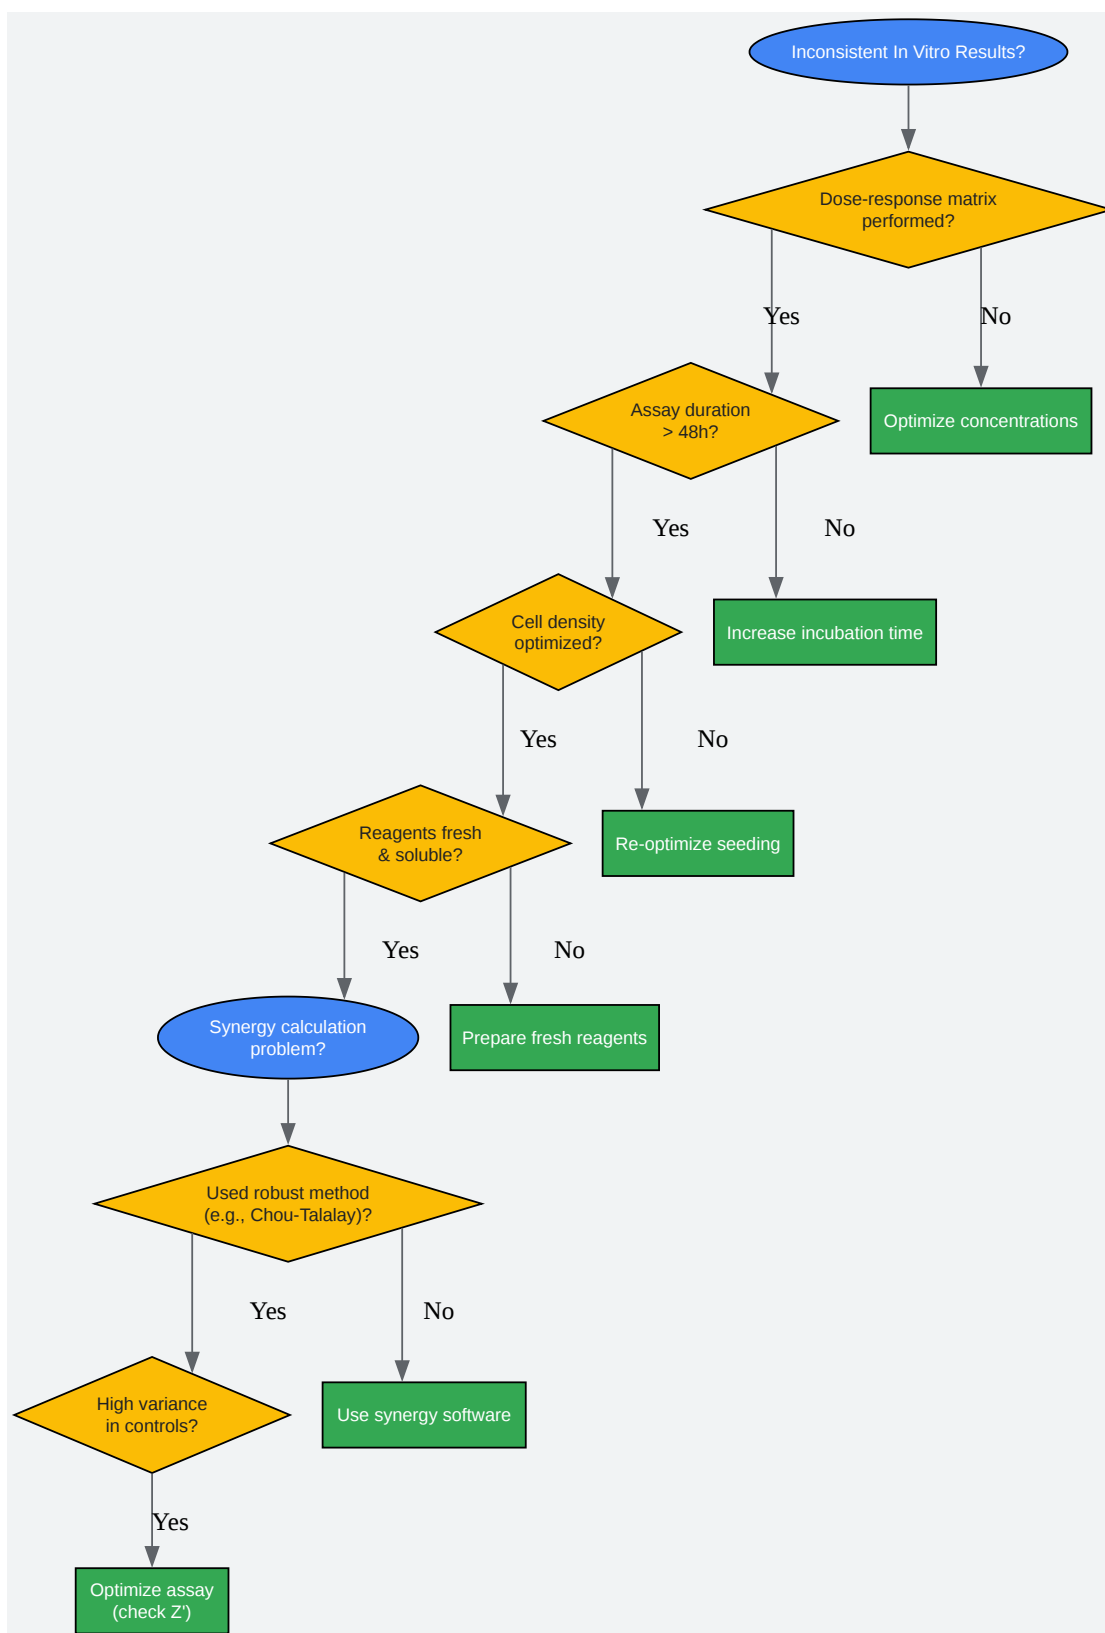 Inconsistent In Vitro Results?
Dose-response matrix
performed?
Yes
No
Assay duration
> 48h?
Optimize concentrations
Yes
No
Cell density
optimized?
Increase incubation time
Yes
No
Reagents fresh
& soluble?
Re-optimize seeding
Yes
No
Synergy calculation
problem?
Prepare fresh reagents
Used robust method
(e.g., Chou-Talalay)?
Yes
No
High variance
in controls?
Use synergy software
Yes
Optimize assay
(check Z')